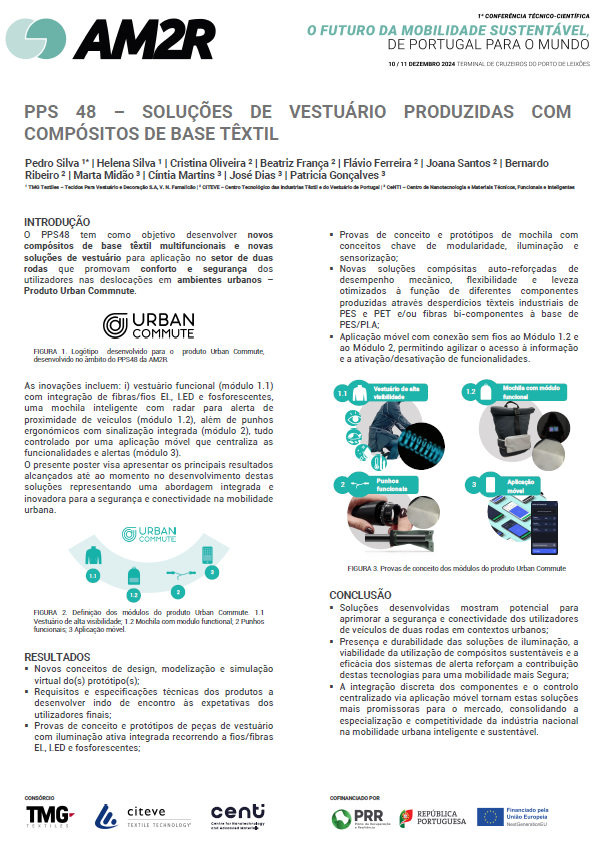 AM2R
1ª CONFERÊNCIA TÉCNICO-CIENTÍFICA
O FUTURO DA MOBILIDADE SUSTENTÁVEL,
DE PORTUGAL PARA O MUNDO
10 / 11 DEZEMBRO 2024 TERMINAL DE CRUZEIROS DO PORTO DE LEIXÕES
PPS 48 – SOLUÇÕES DE VESTUÁRIO PRODUZIDAS COM
COMPÓSITOS DE BASE TÊXTIL
Pedro Silva ¹* | Helena Silva ¹ | Cristina Oliveira ² | Beatriz França ² | Flávio Ferreira ² | Joana Santos ² | Bernardo
Ribeiro ² | Marta Midão ³ | Cíntia Martins ³ | José Dias ³ | Patrícia Gonçalves ³
¹ TMG Textiles – Tecidos Para Vestuário e Decoração S.A, V. N. Famalicão | ² CITEVE – Centro Tecnológico das Industrias Têxtil e do Vestuário de Portugal | ³ CeNTI – Centro de Nanotecnologia e Materiais Técnicos, Funcionais e Inteligentes
INTRODUÇÃO
O PPS48 tem como objetivo desenvolver novos
compósitos de base têxtil multifuncionais e novas
soluções de vestuário para aplicação no setor de duas
rodas que promovam conforto e segurança dos
utilizadores nas deslocações em ambientes urbanos –
Produto Urban Commnute.
URBAN
COMMUTE
FIGURA 1. Logótipo desenvolvido para o produto Urban Commute,
desenvolvido no âmbito do PPS48 da AM2R.
As inovações incluem: i) vestuário funcional (módulo 1.1)
com integração de fibras/fios EL, LED e fosforescentes,
uma mochila inteligente com radar para alerta de
proximidade de veículos (módulo 1.2), além de punhos
ergonómicos com sinalização integrada (módulo 2), tudo
controlado por uma aplicação móvel que centraliza as
funcionalidades e alertas (módulo 3).
O presente poster visa apresentar os principais resultados
alcançados até ao momento no desenvolvimento destas
soluções representando uma abordagem integrada e
inovadora para a segurança e conectividade na mobilidade
urbana.
URBAN
COMMUTE
1.1
1.2
2
3
FIGURA 2. Definição dos módulos do produto Urban Commute. 1.1
Vestuário de alta visibilidade; 1.2 Mochila com modulo functional; 2 Punhos
funcionais; 3 Aplicação móvel.
RESULTADOS
▪ Novos conceitos de design, modelização e simulação
virtual do(s) protótipo(s);
▪ Requisitos e especificações técnicas dos produtos a
desenvolver indo de encontro às expetativas dos
utilizadores finais;
▪ Provas de conceito e protótipos de peças de vestuário
com iluminação ativa integrada recorrendo a fios/fibras
EL, LED e fosforescentes;
▪ Provas de conceito e protótipos de mochila com
conceitos chave de modularidade, iluminação e
sensorização;
▪ Novas soluções compósitas auto-reforçadas de
desempenho mecânico, flexibilidade e leveza
otimizados à função de diferentes componentes
produzidas através desperdícios têxteis industriais de
PES e PET e/ou fibras bi-componentes à base de
PES/PLA;
▪ Aplicação móvel com conexão sem fios ao Módulo 1.2 e
ao Módulo 2, permitindo agilizar o acesso à informação
e a ativação/desativação de funcionalidades.
1.1 Vestuário de alta
visibilidade
1.2 Mochila com módulo
funcional
2 Punhos
funcionais
3 Aplicação
móvel
FIGURA 3. Provas de conceito dos módulos do produto Urban Commute
CONCLUSÃO
▪ Soluções desenvolvidas mostram potencial para
aprimorar a segurança e conectividade dos utilizadores
de veículos de duas rodas em contextos urbanos;
▪ Presença e durabilidade das soluções de iluminação, a
viabilidade da utilização de compósitos sustentáveis e a
eficácia dos sistemas de alerta reforçam a contribuição
destas tecnologias para uma mobilidade mais Segura;
▪ A integração discreta dos componentes e o controlo
centralizado via aplicação móvel tornam estas soluções
mais promissoras para o mercado, consolidando a
especialização e competitividade da indústria nacional
na mobilidade urbana inteligente e sustentável.
CONSÓRCIO
TMG
TEXTILES
citeve
TEXTILE TECHNOLOGY
centi
Centre for Nanotechnology
and Advanced Materials
COFINANCIADO POR
PRR
Plano de Recuperação
e Resiliência
REPÚBLICA
PORTUGUESA
Financiado pela
União Europeia
NextGenerationEU